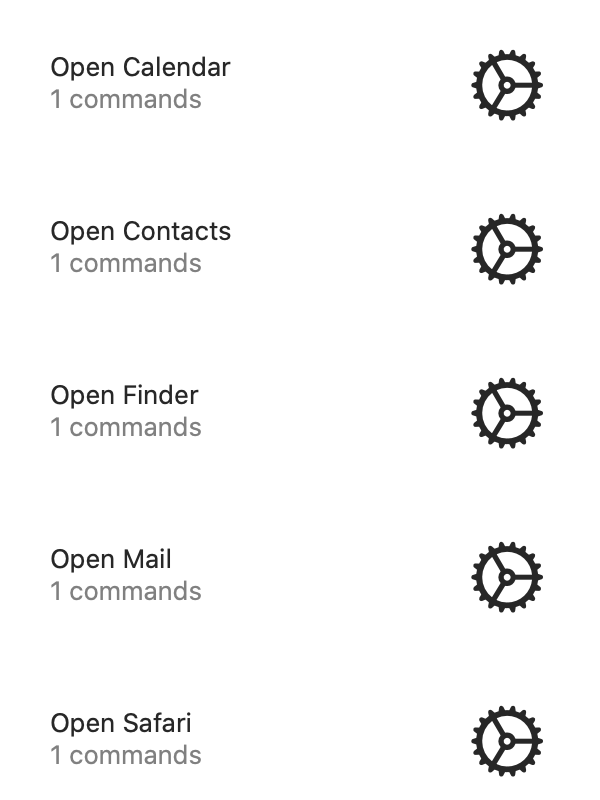 Open Calendar
1 commands
Open Contacts
1 commands
Open Finder
1 commands
Open Mail
1 commands
Open Safari
1 commands